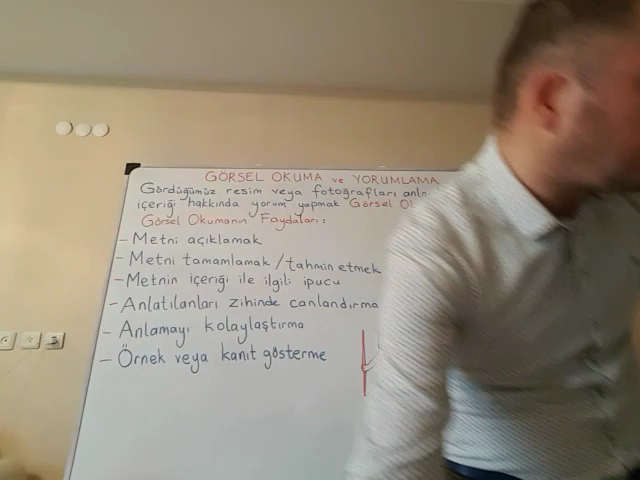 GÖRSEL OKUMA ve YORUMLAMA
Gördüğümüz resim veya fotoğrafları
içeriği hakkında yorum yapmak Görsel
Görsel Okumanın Faydaları:
- Metni açıklamak
- Metni tamamlamak / tahmin etmek
- Metnin içeriği ile ilgili ipucu
- Anlatılanları zihinde canlandırma
- Anlamayı kolaylaştırma
- Örnek veya kanıt gösterme